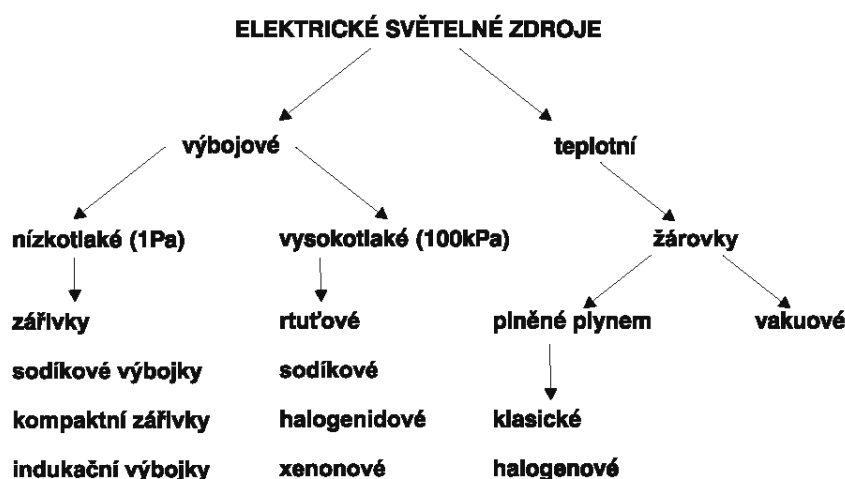 ELEKTRICKÉ SVĚTELNÉ ZDROJE
výbojové teplotní
nízkotlaké (1Pa) vysokotlaké (100kPa) žárovky
zářivky rtuťové plněné plynem vakuové
sodíkové výbojky sodíkové
kompaktní zářivky halogenidové klasické
indukační výbojky xenonové halogenové